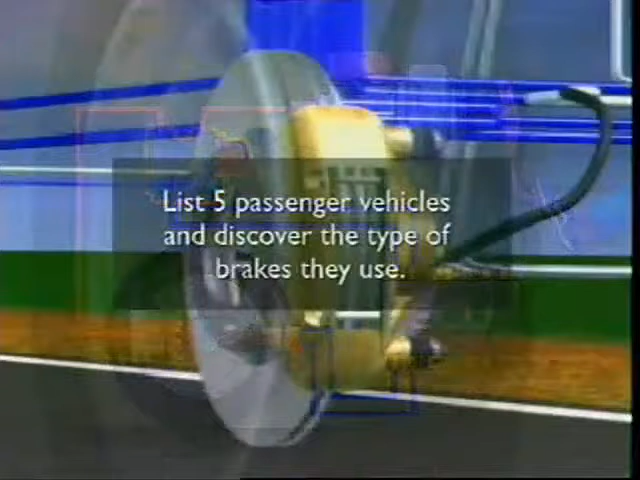 List 5 passenger vehicles
and discover the type of
brakes they use.